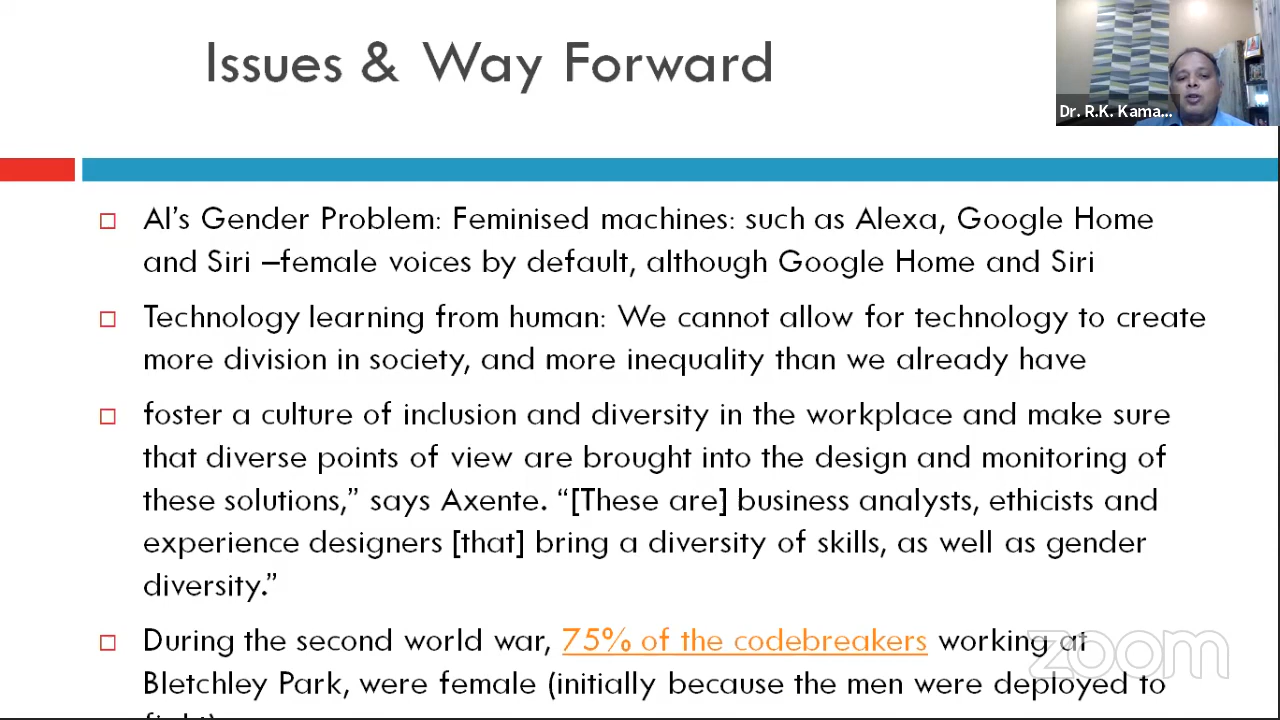 Issues & Way Forward
Dr. R.K. Kama...
AI's Gender Problem: Feminised machines: such as Alexa, Google Home
and Siri –female voices by default, although Google Home and Siri
Technology learning from human: We cannot allow for technology to create
more division in society, and more inequality than we already have
foster a culture of inclusion and diversity in the workplace and make sure
that diverse points of view are brought into the design and monitoring of
these solutions,” says Axente. “[These are] business analysts, ethicists and
experience designers [that] bring a diversity of skills, as well as gender
diversity.”
During the second world war, 75% of the codebreakers working at
Bletchley Park, were female (initially because the men were deployed to
zoom